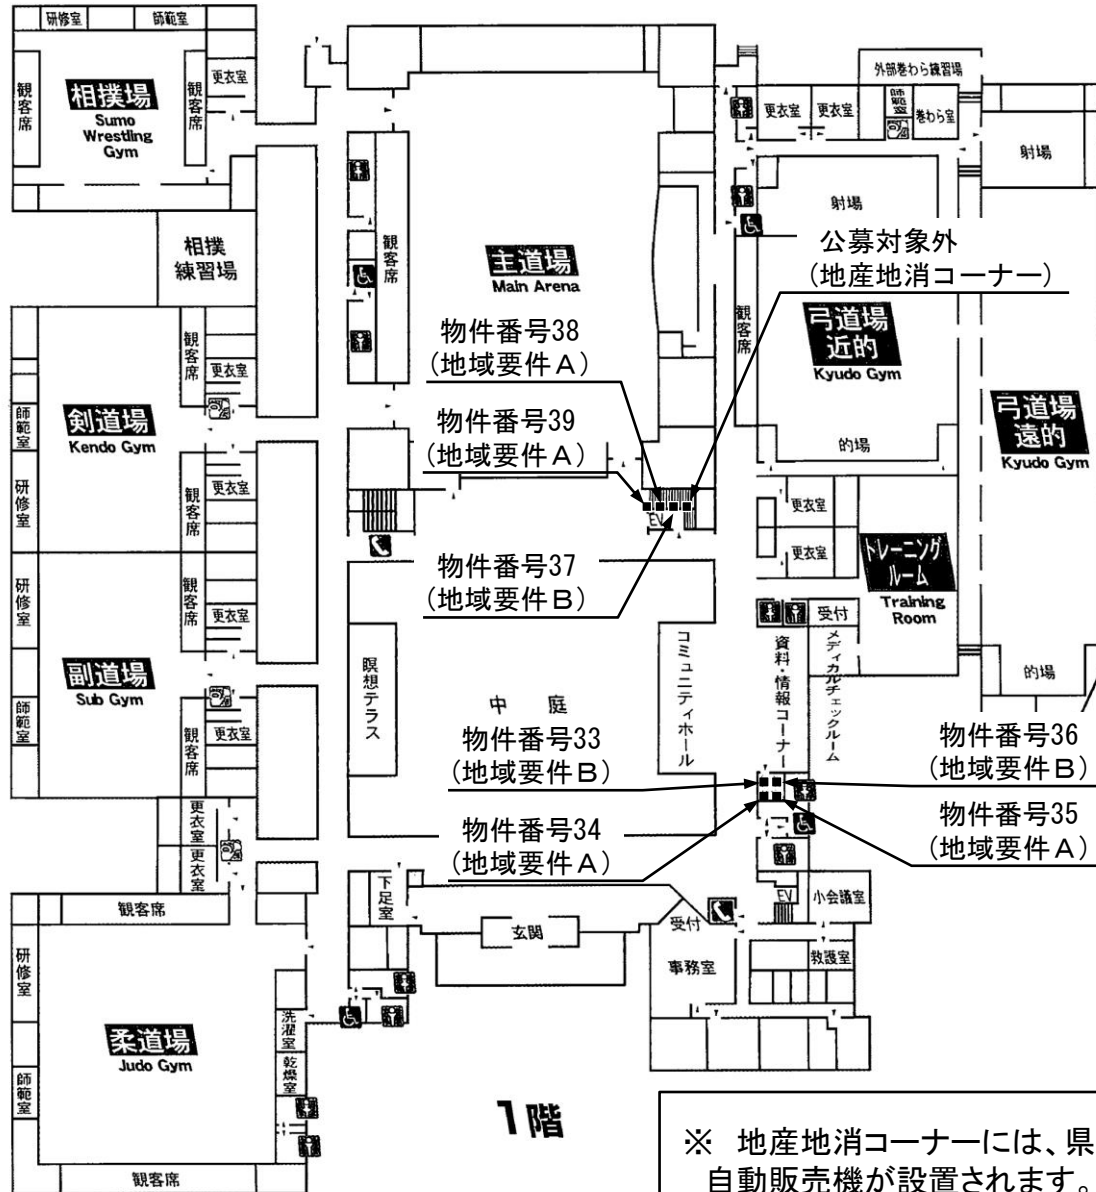 研修室
師範室
観客席
相撲場
Sumo
Wrestling
Gym
観客席
更衣室
相撲
練習場
観客席
更衣室
師範室
剣道場
Kendo Gym
研修室
観客席
更衣室
研修室
観客席
更衣室
副道場
Sub Gym
師範室
観客席
更衣室
更衣室
更衣室
観客席
研修室
柔道場
Judo Gym
師範室
洗濯室
乾燥室
観客席
観客席
主道場
Main Arena
物件番号38
(地域要件A)
物件番号39
(地域要件A)
EV
物件番号37
(地域要件B)
瞑想テラス
中庭
コミュニティホール
物件番号33
(地域要件B)
物件番号34
(地域要件A)
下足室
玄関
受付
事務室
1階
外部巻わら練習場
更衣室
更衣室
師範室
巻わら室
射場
射場
公募対象外
(地産地消コーナー)
観客席
弓道場
近的
Kyudo Gym
弓道場
遠的
Kyudo Gym
的場
更衣室
更衣室
トレーニング
ルーム
Training
Room
受付
資料・情報コーナー
メディカルチェックルーム
的場
物件番号36
(地域要件B)
物件番号35
(地域要件A)
EV
小会議室
救護室
※ 地産地消コーナーには、県
自動販売機が設置されます。